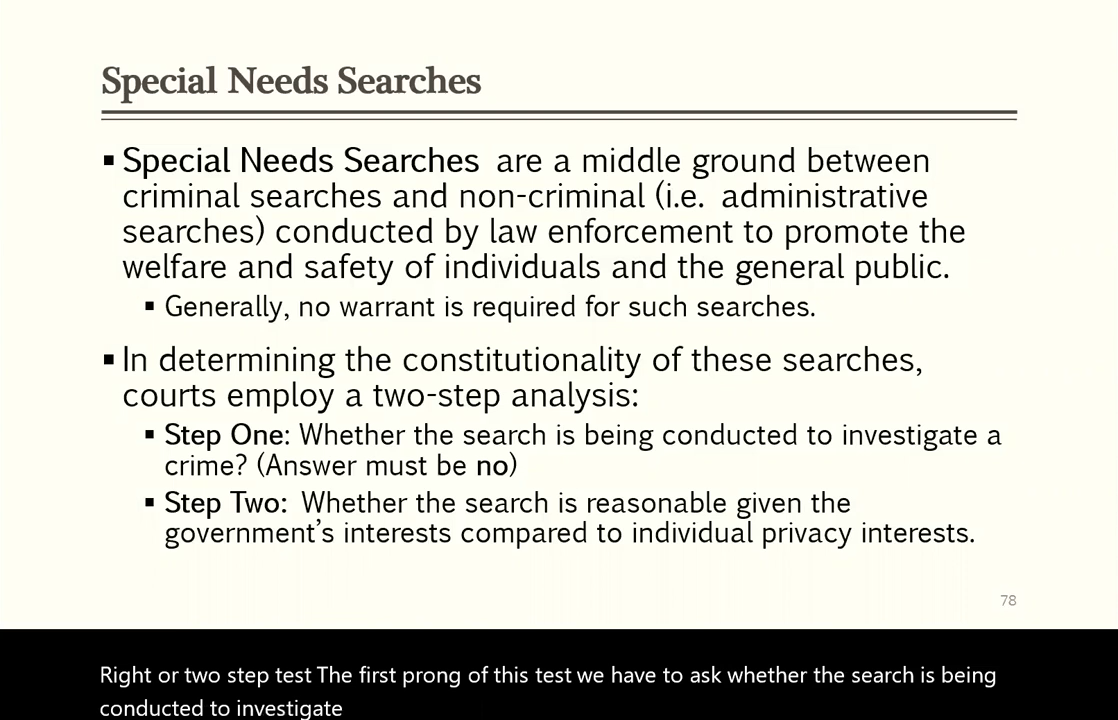 Special Needs Searches
▪ Special Needs Searches are a middle ground between
criminal searches and non-criminal (i.e. administrative
searches) conducted by law enforcement to promote the
welfare and safety of individuals and the general public.
▪ Generally, no warrant is required for such searches.
▪ In determining the constitutionality of these searches,
courts employ a two-step analysis:
▪ Step One: Whether the search is being conducted to investigate a
crime? (Answer must be no)
▪ Step Two: Whether the search is reasonable given the
government’s interests compared to individual privacy interests.
78
Right or two step test The first prong of this test we have to ask whether the search is being
conducted to investigate